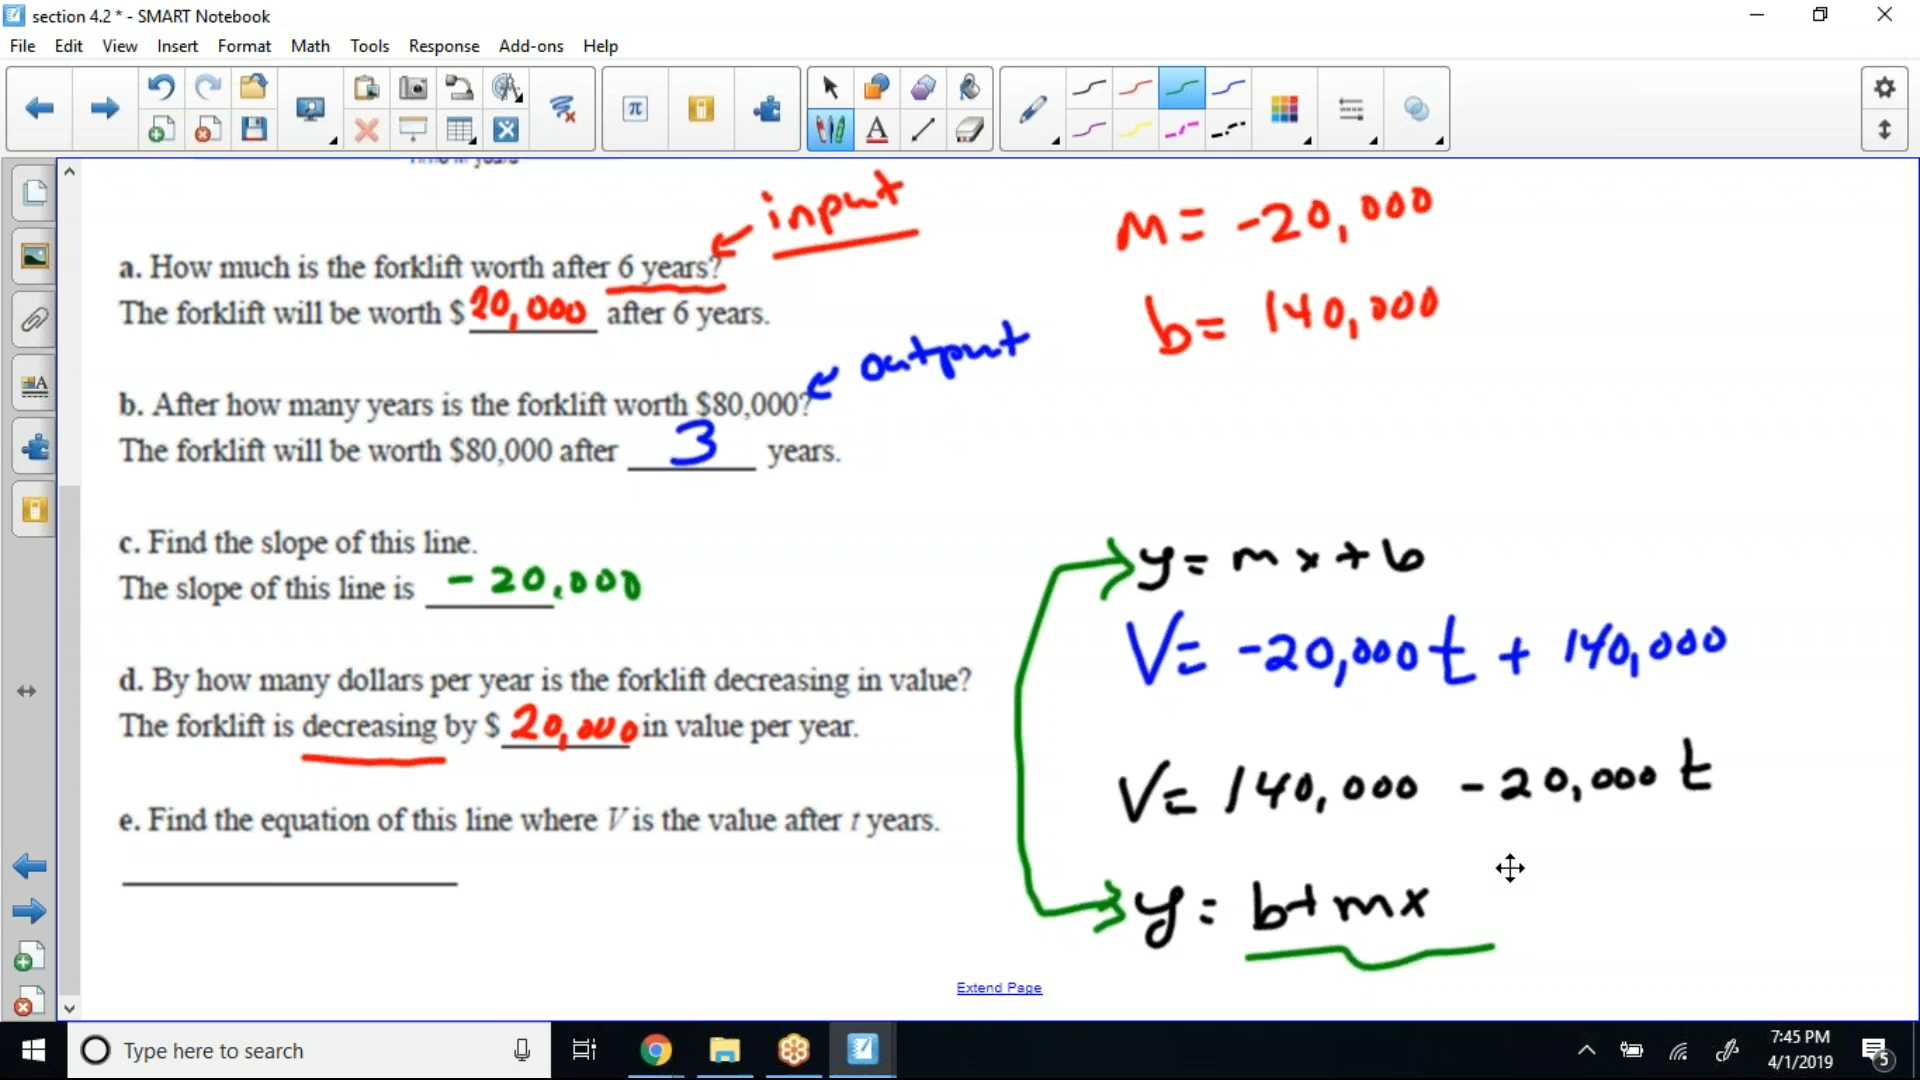 section 4.2 * - SMART Notebook
File Edit View Insert Format Math Tools Response Add-ons Help
input
a. How much is the forklift worth after 6 years?
The forklift will be worth $ 20,000 after 6 years.
output
b. After how many years is the forklift worth $80,000?
The forklift will be worth $80,000 after 3 years.
c. Find the slope of this line.
The slope of this line is - 20,000
d. By how many dollars per year is the forklift decreasing in value?
The forklift is decreasing by $ 20,000 in value per year.
e. Find the equation of this line where V is the value after t years.
m = -20,000
b = 140,000
y = mx + b
V = -20,000t + 140,000
V = 140,000 - 20,000t
y = b + mx
Extend Page
Type here to search
7:45 PM
4/1/2019
5